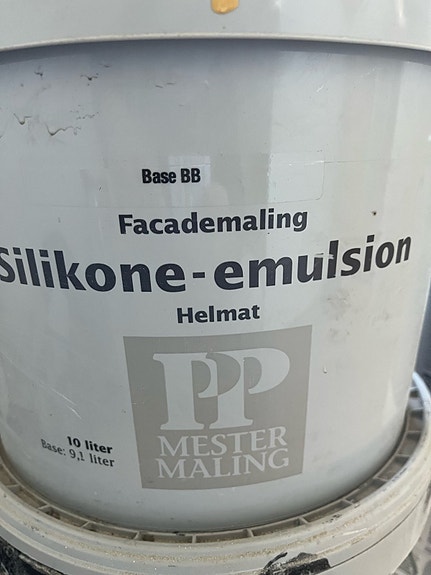 Base BB
Facademaling
Silikone-emulsion
Helmat
PP
MESTER
MALING
10 liter
Base: 9,1 liter